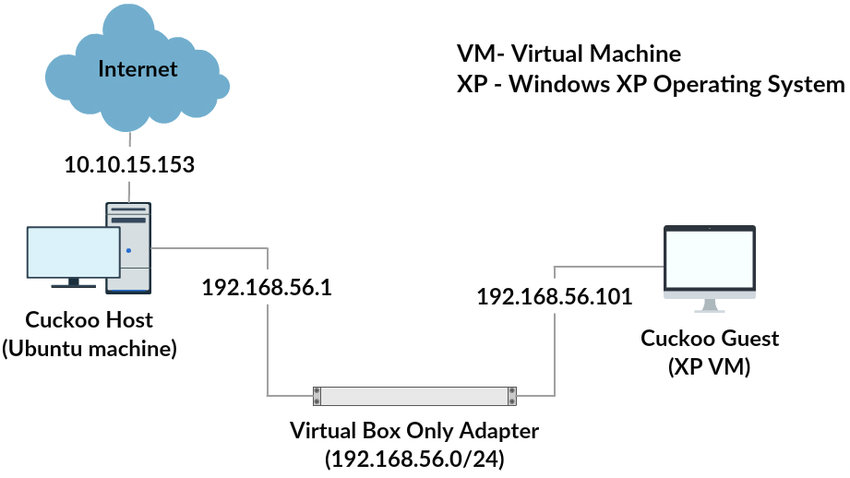 Internet
VM- Virtual Machine
XP - Windows XP Operating System
10.10.15.153
192.168.56.1
192.168.56.101
Cuckoo Host
(Ubuntu machine)
Cuckoo Guest
(XP VM)
Virtual Box Only Adapter
(192.168.56.0/24)